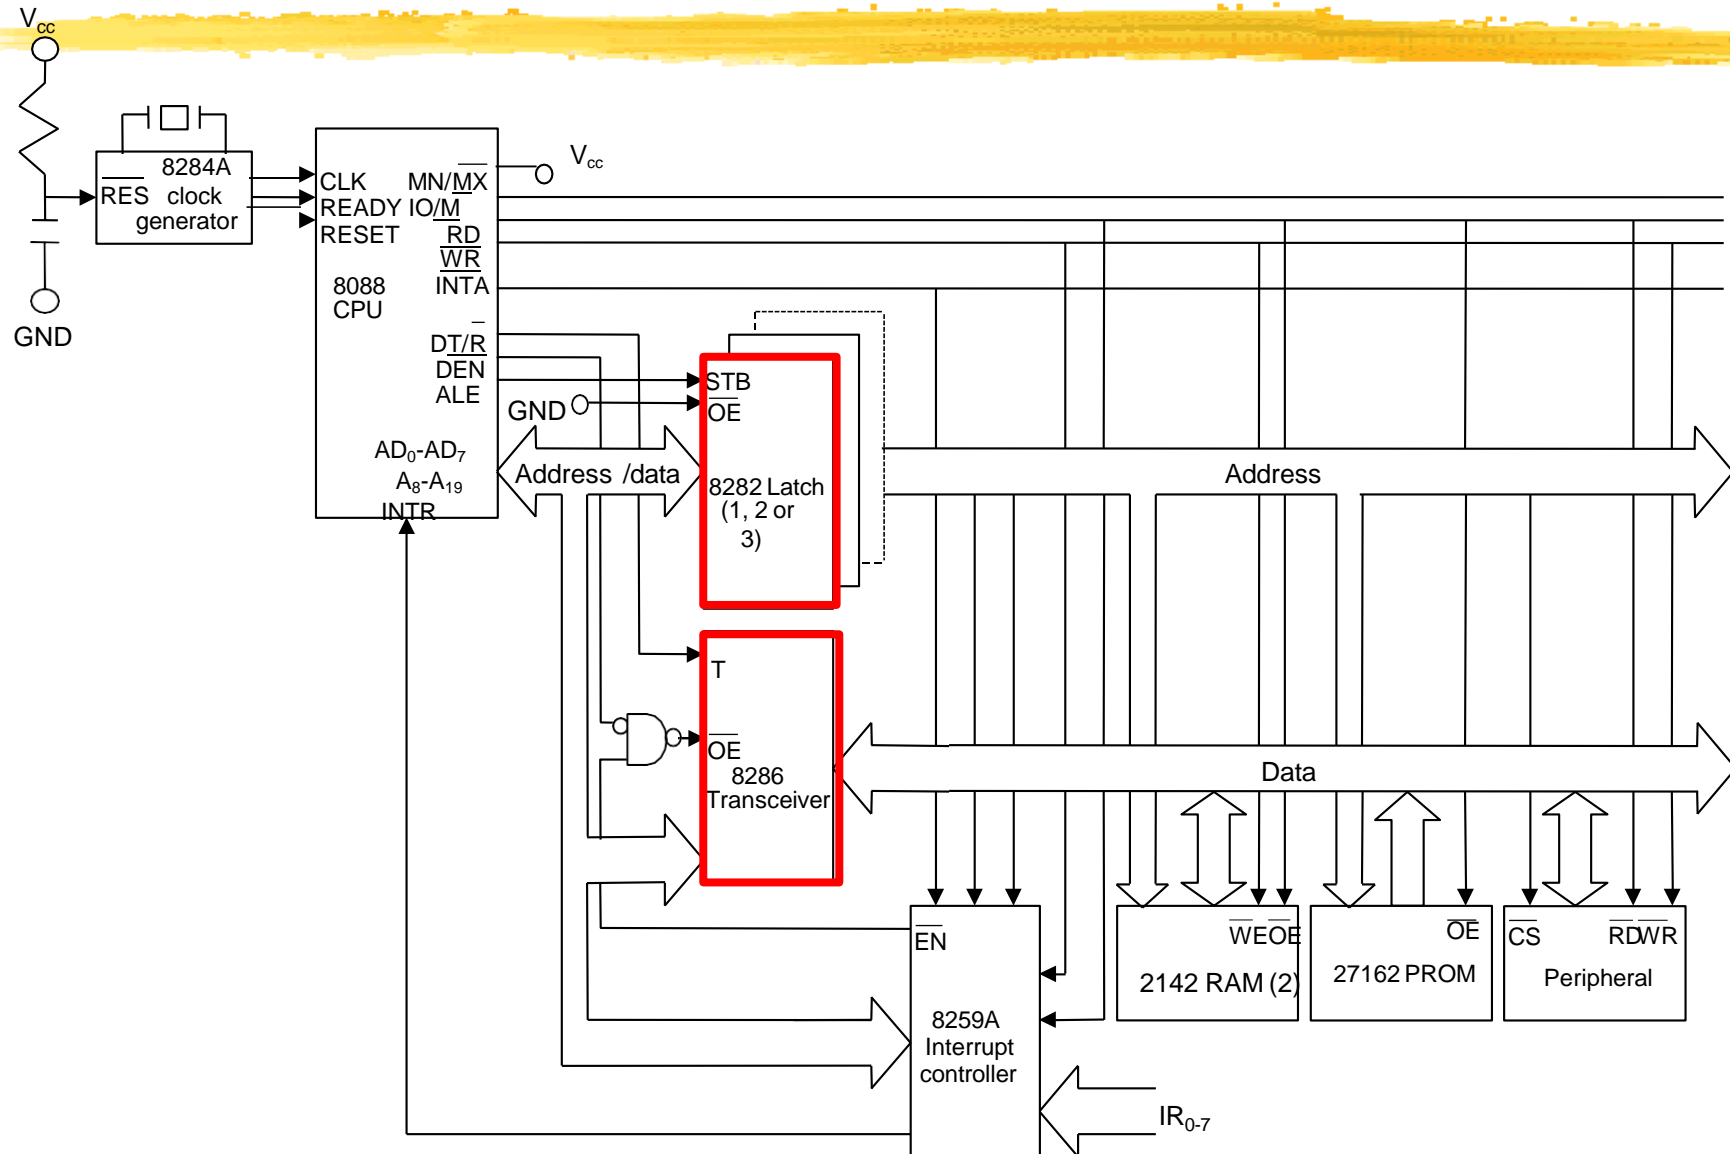 Vcc
8284A
RES clock
generator
GND
CLK MN/MX
READY IO/M
RESET RD
WR
8088 INTA
CPU
DT/R
DEN
ALE
AD0-AD7
A8-A19
INTR
Vcc
GND
STB
OE
Address /data
8282 Latch
(1, 2 or
3)
Address
T
OE
8286
Transceiver
Data
EN
8259A
Interrupt
controller
IR0-7
WE OE
2142 RAM (2)
OE
27162 PROM
CS RD WR
Peripheral